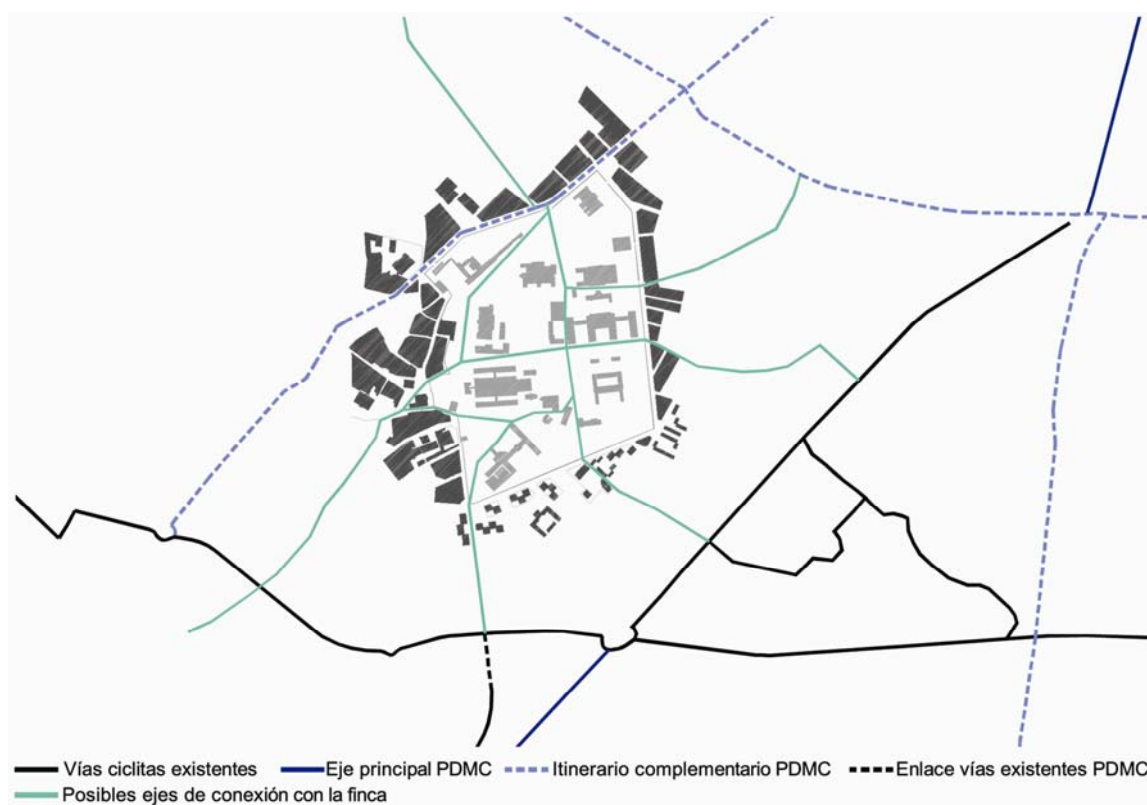 Vías ciclitas existentes Eje principal PDMC Itinerario complementario PDMC Enlace vías existentes PDMC
Posibles ejes de conexión con la finca